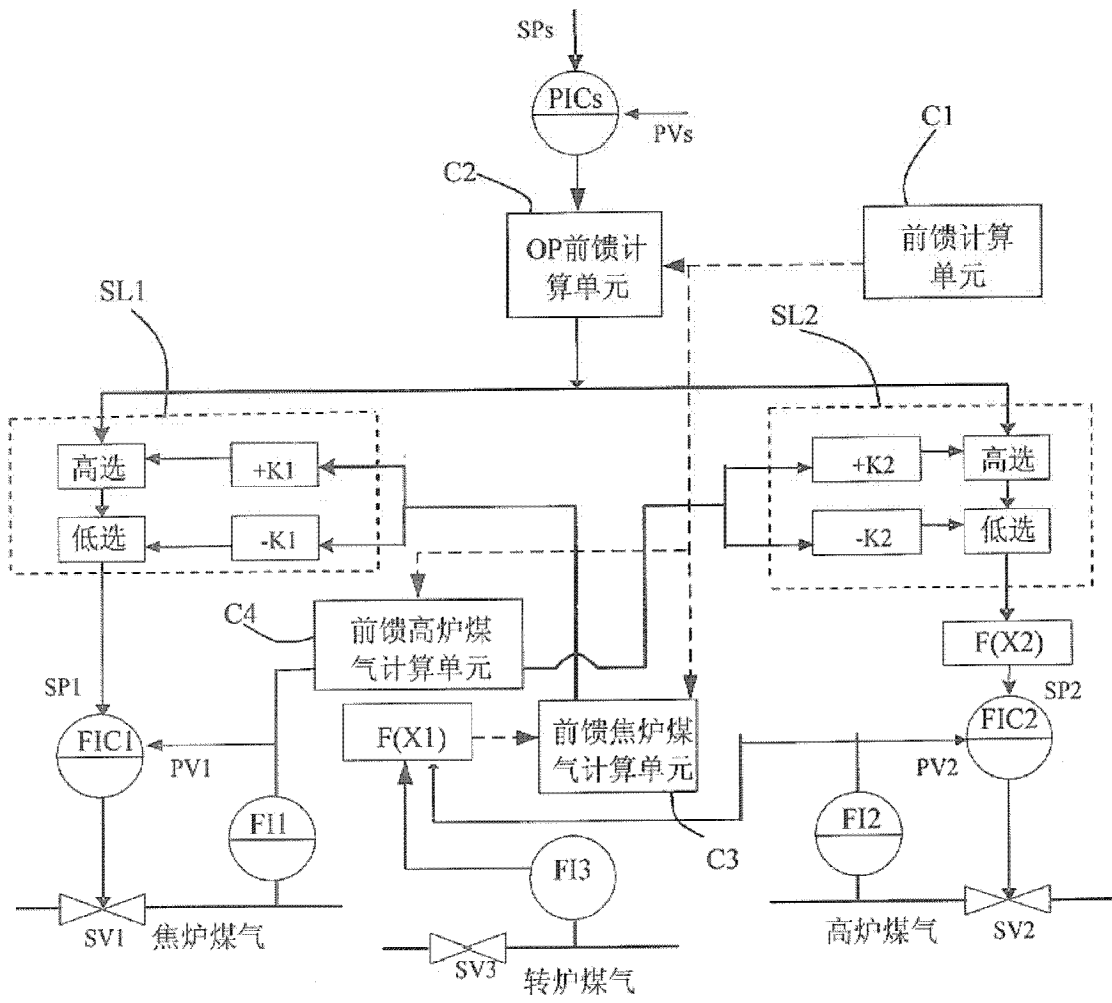 SPs
PICs
PVs
C1
C2
OP前馈计
算单元
前馈计算
单元
SL1
SL2
高选
+K1
+K2
高选
低选
-K1
-K2
低选
C4
前馈高炉煤
气计算单元
F(X2)
SP1
SP2
FIC1
PV1
F(X1)
前馈焦炉煤
气计算单元
FIC2
PV2
FI1
FI2
C3
FI3
SV1
焦炉煤气
高炉煤气
SV2
SV3
转炉煤气